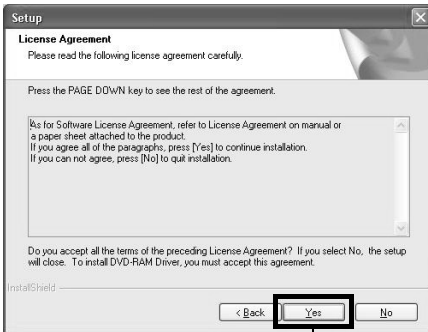 Setup
License Agreement
Please read the following license agreement carefully.
Press the PAGE DOWN key to see the rest of the agreement.
As for Software License Agreement, refer to License Agreement on manual or
a paper sheet attached to the product.
If you agree all of the paragraphs, press [Yes] to continue installation.
If you can not agree, press [No] to quit installation.
Do you accept all the terms of the preceding License Agreement? If you select No, the setup
will close. To install DVD-RAM Driver, you must accept this agreement.
InstallShield
< Back Yes No